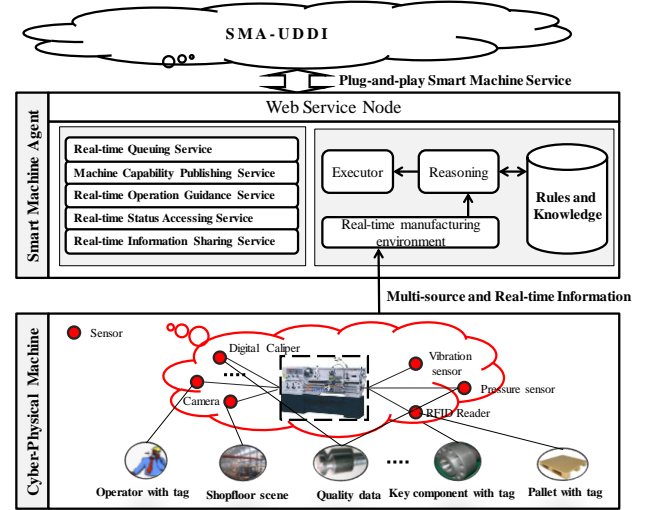 SMA-UDDI
Plug-and-play Smart Machine Service
Smart Machine Agent
Web Service Node
Real-time Queuing Service
Machine Capability Publishing Service
Real-time Operation Guidance Service
Real-time Status Accessing Service
Real-time Information Sharing Service
Executor
Reasoning
Rules and
Knowledge
Real-time manufacturing
environment
Multi-source and Real-time Information
Cyber-Physical Machine
Sensor
Digital Caliper
....
Camera
Vibration
sensor
Pressure sensor
RFID Reader
....
Operator with tag
Shopfloor scene
Quality data
Key component with tag
Pallet with tag